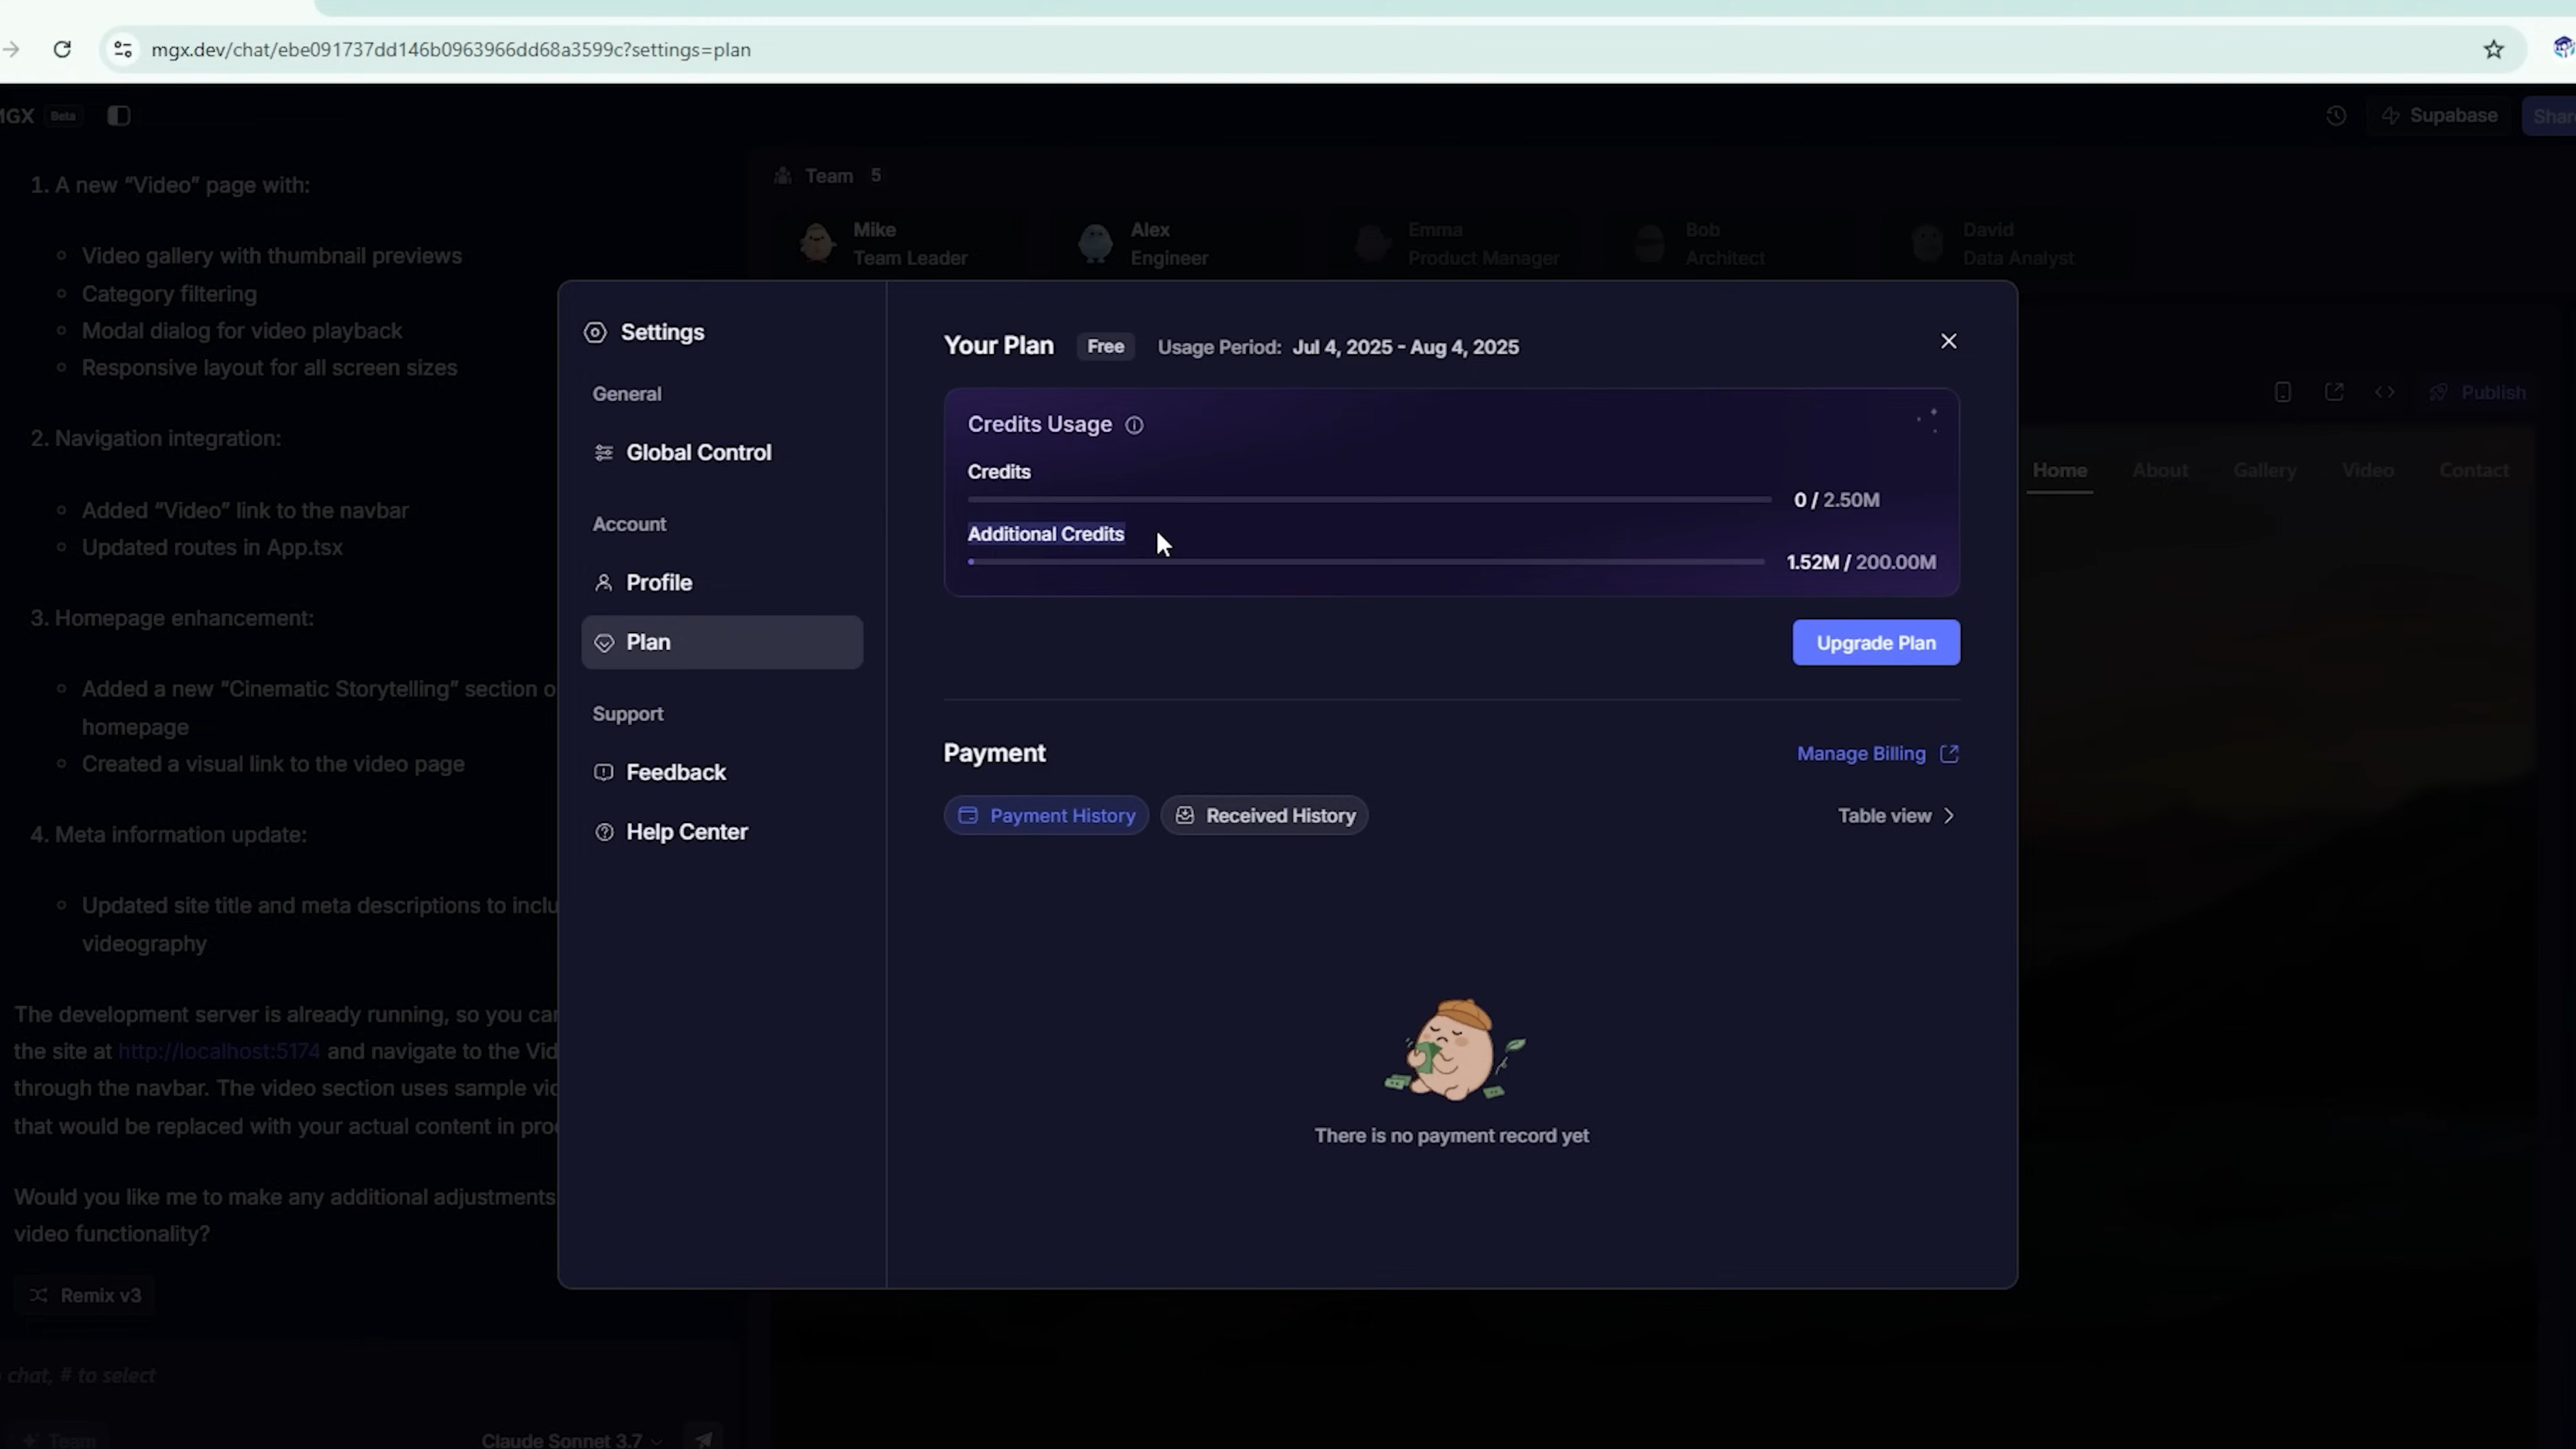 mgx.dev/chat/ebe091737dd146b0963966dd68a3599c?settings=plan
MGX Beta
Supabase
Share
1. A new “Video” page with:
Video gallery with thumbnail previews
Category filtering
Modal dialog for video playback
Responsive layout for all screen sizes
2. Navigation integration:
Added “Video” link to the navbar
Updated routes in App.tsx
3. Homepage enhancement:
Added a new “Cinematic Storytelling” section
homepage
Created a visual link to the video page
4. Meta information update:
Updated site title and meta descriptions to
videography
The development server is already running, so you
the site at http://localhost:5174 and navigate to the
through the navbar. The video section uses sample
that would be replaced with your actual content in
Would you like me to make any additional adjustments
video functionality?
Remix v3
chat, # to select
Team
Claude Sonnet 3.7
Team 5
Mike
Team Leader
Alex
Engineer
Emma
Product Manager
Bob
Architect
David
Data Analyst
Publish
Home About Gallery Video Contact
Settings
General
Global Control
Account
Profile
Plan
Support
Feedback
Help Center
Your Plan Free Usage Period: Jul 4, 2025 - Aug 4, 2025
Credits Usage
Credits
0 / 2.50M
Additional Credits
1.52M / 200.00M
Upgrade Plan
Payment
Manage Billing
Payment History
Received History
Table view
There is no payment record yet